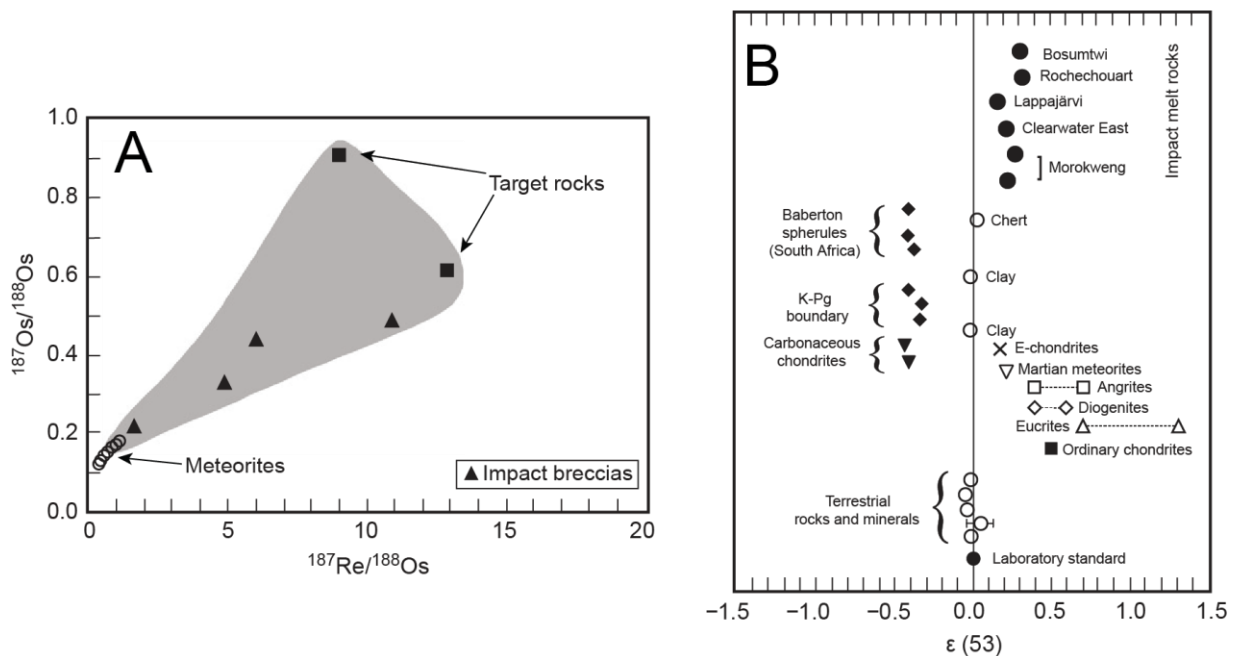 A
1.0
0.8
0.6
0.4
0.2
0.0
187Os/188Os
0
5
10
15
20
187Re/188Os
Target rocks
Meteorites
Impact breccias
B
Bosumtwi
Rochechouart
Lappajärvi
Clearwater East
Morokweng
Impact melt rocks
Baberton
spherules
(South Africa)
Chert
Clay
K-Pg
boundary
Clay
Carbonaceous
chondrites
E-chondrites
Martian meteorites
Angrites
Diogenites
Eucrites
Ordinary chondrites
Terrestrial
rocks and minerals
Laboratory standard
−1.5
−1.0
−0.5
0.0
0.5
1.0
1.5
ε (53)